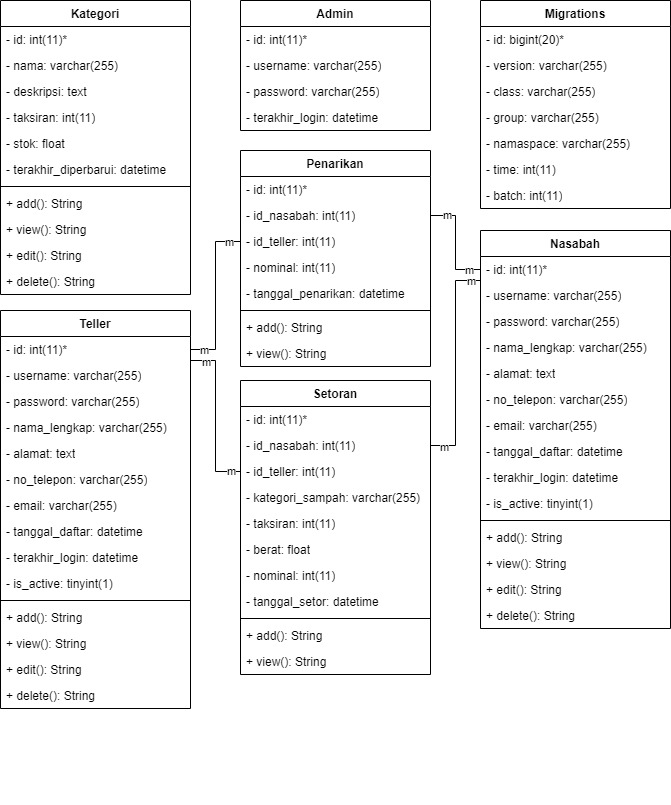 Kategori
- id: int(11)*
- nama: varchar(255)
- deskripsi: text
- taksiran: int(11)
- stok: float
- terakhir_diperbarui: datetime
+ add(): String
+ view(): String
+ edit(): String
+ delete(): String
Admin
- id: int(11)*
- username: varchar(255)
- password: varchar(255)
- terakhir_login: datetime
Migrations
- id: bigint(20)*
- version: varchar(255)
- class: varchar(255)
- group: varchar(255)
- namaspace: varchar(255)
- time: int(11)
- batch: int(11)
Penarikan
- id: int(11)*
- id_nasabah: int(11)
- id_teller: int(11)
- nominal: int(11)
- tanggal_penarikan: datetime
+ add(): String
+ view(): String
m
m
m
m
Nasabah
- id: int(11)*
- username: varchar(255)
- password: varchar(255)
- nama_lengkap: varchar(255)
- alamat: text
- no_telepon: varchar(255)
- email: varchar(255)
- tanggal_daftar: datetime
- terakhir_login: datetime
- is_active: tinyint(1)
+ add(): String
+ view(): String
+ edit(): String
+ delete(): String
Teller
- id: int(11)*
- username: varchar(255)
- password: varchar(255)
- nama_lengkap: varchar(255)
- alamat: text
- no_telepon: varchar(255)
- email: varchar(255)
- tanggal_daftar: datetime
- terakhir_login: datetime
- is_active: tinyint(1)
+ add(): String
+ view(): String
+ edit(): String
+ delete(): String
m
m
m
m
Setoran
- id: int(11)*
- id_nasabah: int(11)
- id_teller: int(11)
- kategori_sampah: varchar(255)
- taksiran: int(11)
- berat: float
- nominal: int(11)
- tanggal_setor: datetime
+ add(): String
+ view(): String